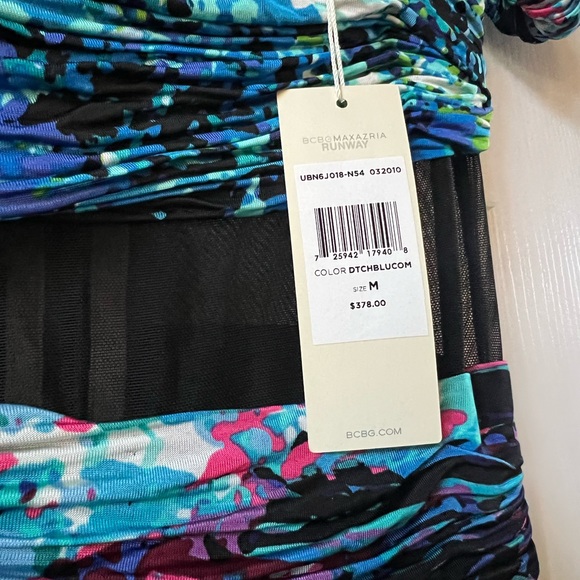 BCBGMAXAZRIA
RUNWAY
UBN6J018-N54 032010
7 25942 17940 8
COLOR DTCHBLUCOM
SIZE M
$378.00
BCBG.COM